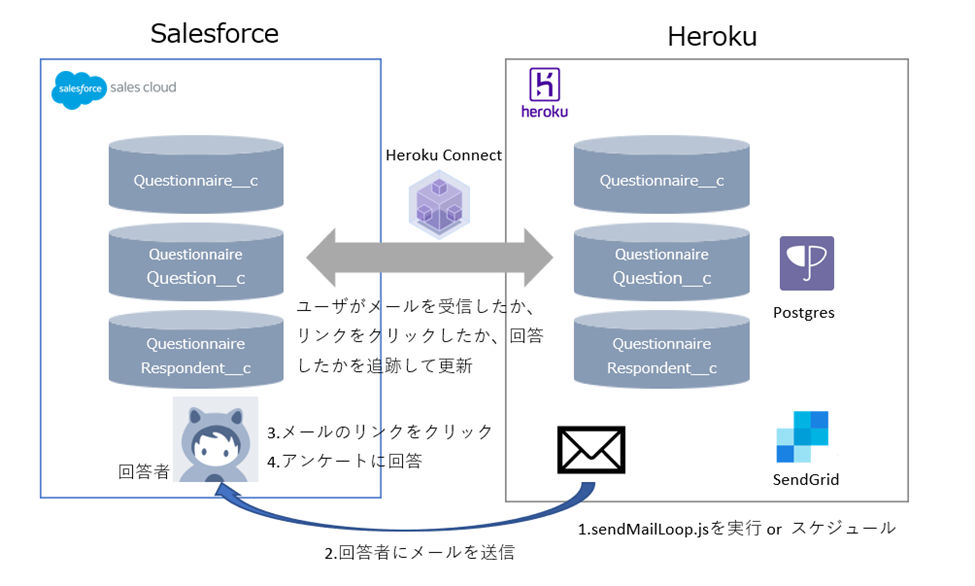 Salesforce
Heroku
salesforce
sales cloud
heroku
Heroku Connect
Questionnaire__c
Questionnaire
Question__c
Questionnaire
Respondent__c
Questionnaire__c
Questionnaire
Question__c
Questionnaire
Respondent__c
Postgres
ユーザがメールを受信したか、
リンクをクリックしたか、回答
したかを追跡して更新
3.メールのリンクをクリック
4.アンケートに回答
回答者
SendGrid
1.sendMailLoop.jsを実行 or スケジュール
2.回答者にメールを送信